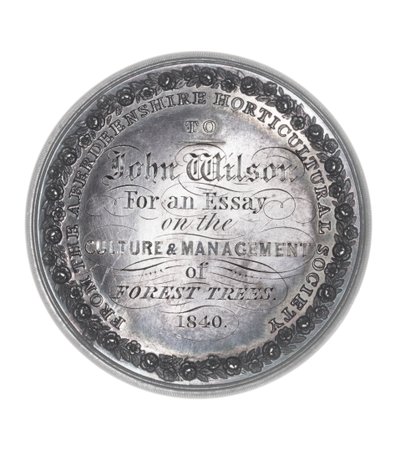 FROM THE ABERDEENSHIRE HORTICULTURAL SOCIETY
TO
John Wilson
For an Essay
on the
CULTURE & MANAGEMENT
of
FOREST TREES.
1840.